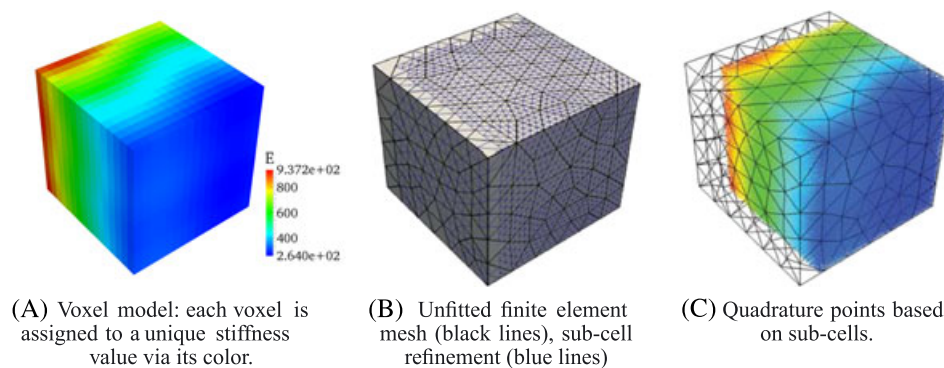 E
9.372e+02
800
600
400
2.640e+02
(A) Voxel model: each voxel is
assigned to a unique stiffness
value via its color.
(B) Unfitted finite element
mesh (black lines), sub-cell
refinement (blue lines)
(C) Quadrature points based
on sub-cells.